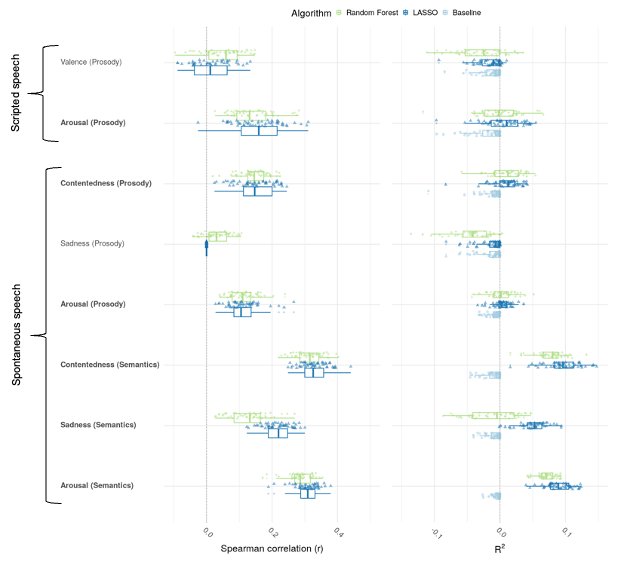 Algorithm Random Forest LASSO Baseline
Scripted speech
Valence (Prosody)
Arousal (Prosody)
Spontaneous speech
Contentedness (Prosody)
Sadness (Prosody)
Arousal (Prosody)
Contentedness (Semantics)
Sadness (Semantics)
Arousal (Semantics)
0.0 0.2 0.4 -0.1 0.0 0.1
Spearman correlation (r) R²